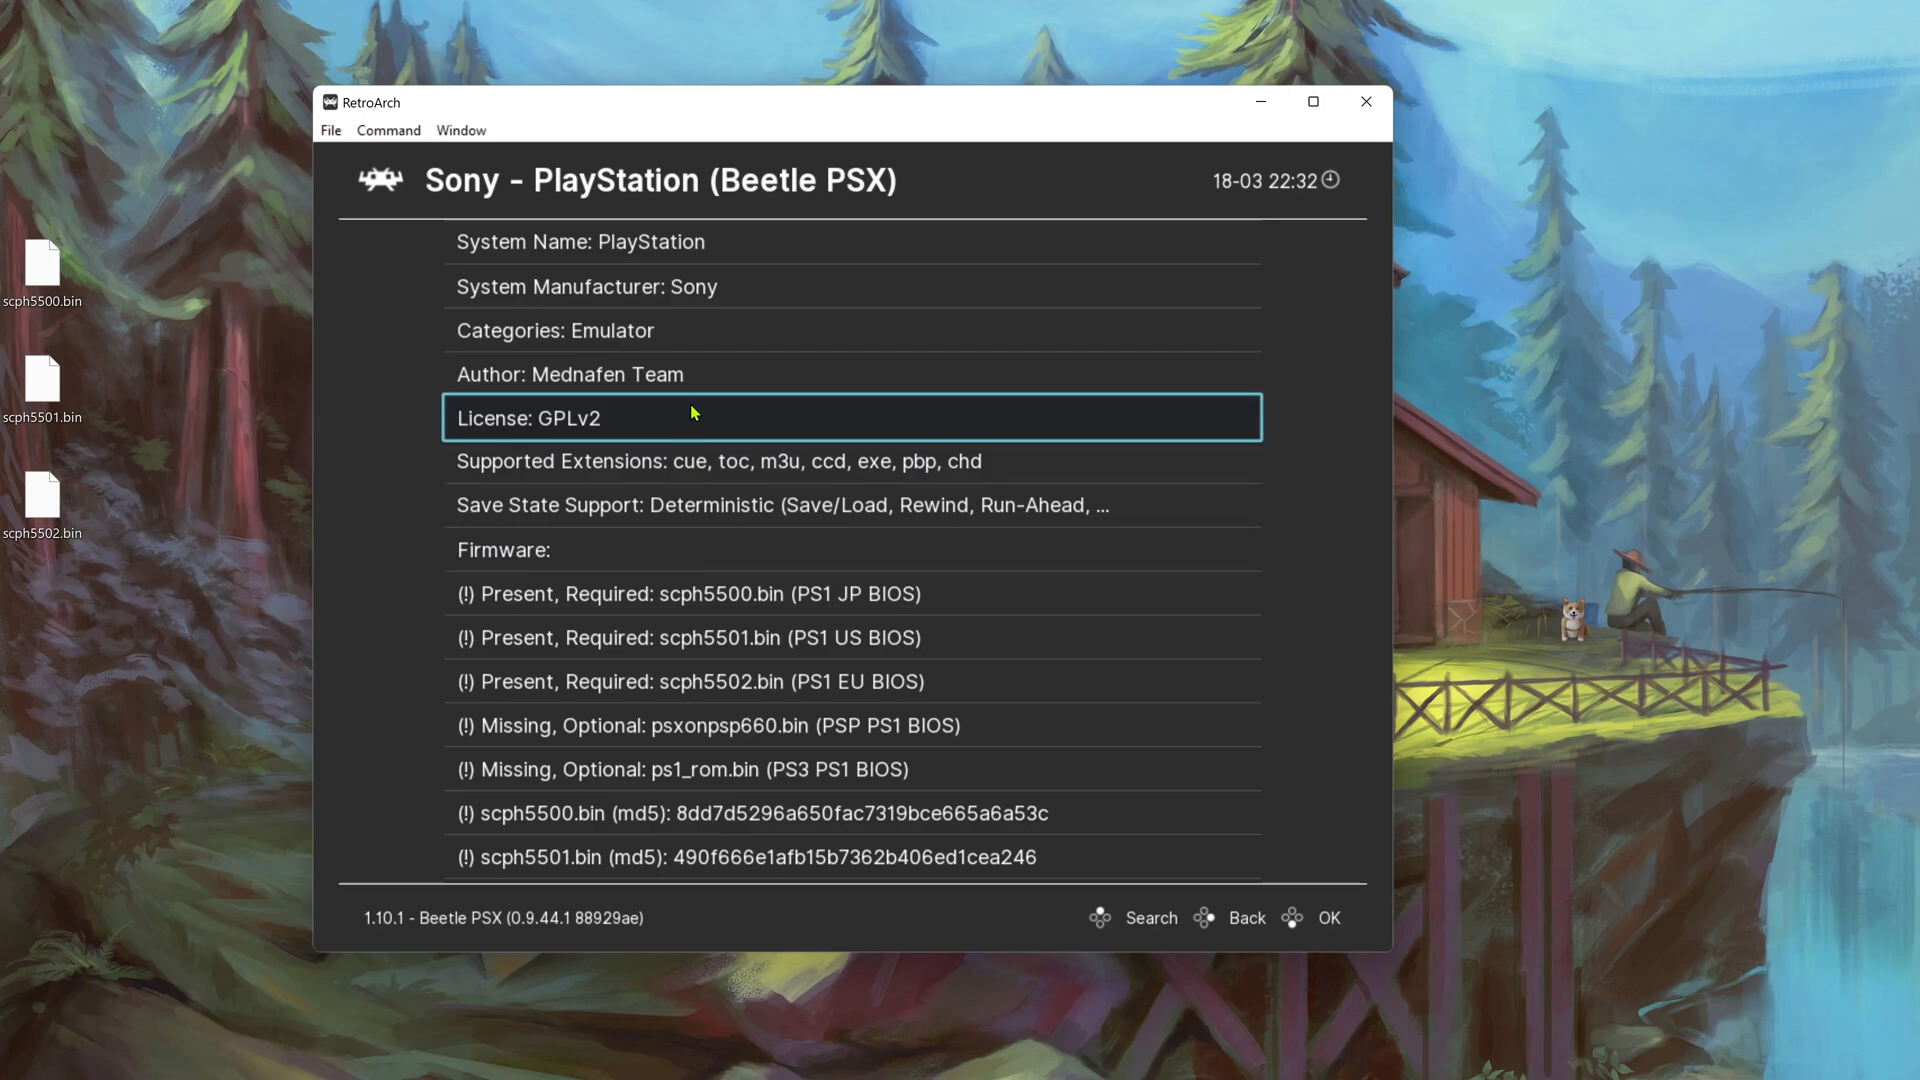 RetroArch
File Command Window
Sony - PlayStation (Beetle PSX)
18-03 22:32
System Name: PlayStation
System Manufacturer: Sony
Categories: Emulator
Author: Mednafen Team
License: GPLv2
Supported Extensions: cue, toc, m3u, ccd, exe, pbp, chd
Save State Support: Deterministic (Save/Load, Rewind, Run-Ahead, ...
Firmware:
(!) Present, Required: scph5500.bin (PS1 JP BIOS)
(!) Present, Required: scph5501.bin (PS1 US BIOS)
(!) Present, Required: scph5502.bin (PS1 EU BIOS)
(!) Missing, Optional: psxonpsp660.bin (PSP PS1 BIOS)
(!) Missing, Optional: ps1_rom.bin (PS3 PS1 BIOS)
(!) scph5500.bin (md5): 8dd7d5296a650fac7319bce665a6a53c
(!) scph5501.bin (md5): 490f666e1afb15b7362b406ed1cea246
1.10.1 - Beetle PSX (0.9.44.1 88929ae)
Search Back OK
scph5500.bin
scph5501.bin
scph5502.bin